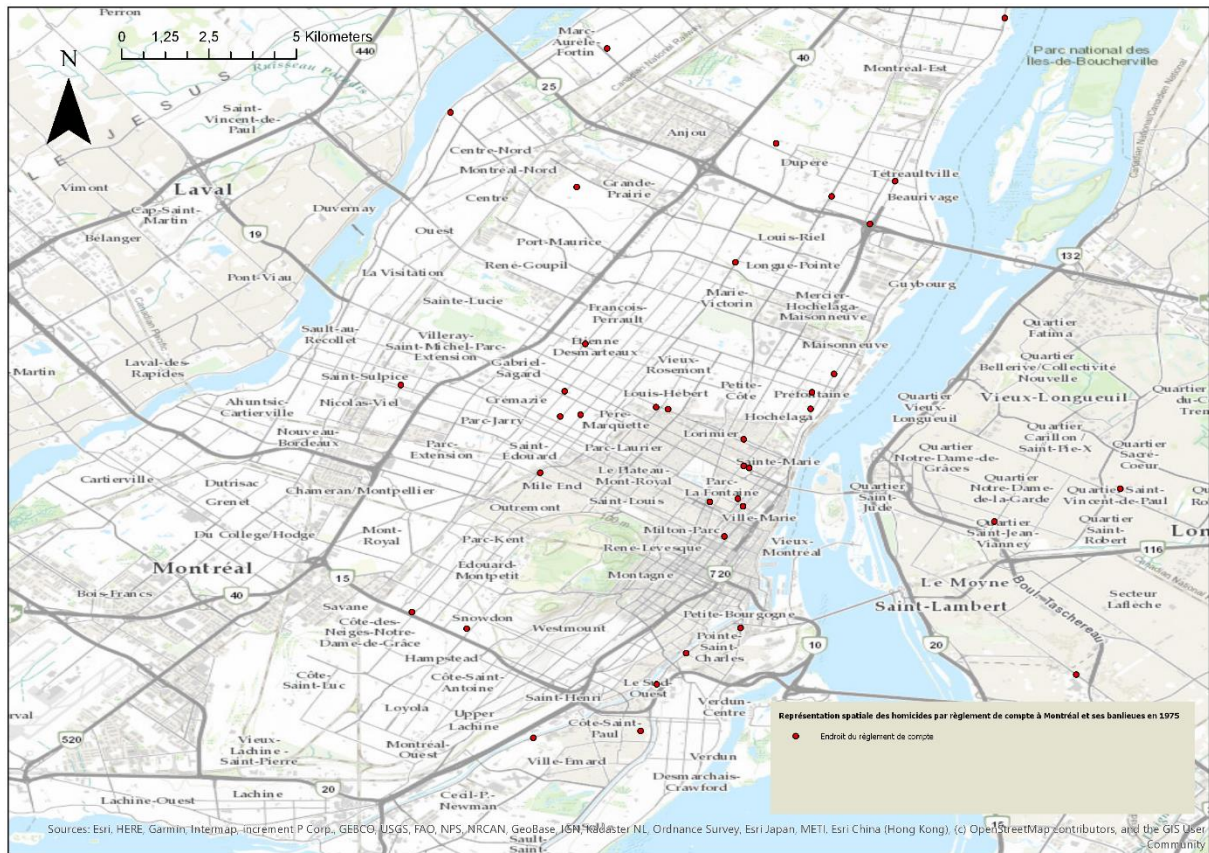 Perron
0 1,25 2,5 5 Kilometers
440
N
Marc-
Aurele-
Fortin
40
Parc national des
Îles-de-Boucherville
Montréal-Est
25
Saint-
Vincent-
de-Paul
Anjou
Centre-Nord
Montréal-Nord
Dupéré
Vimont
Laval
Grande-
Prairie
Tétreaultville
Beaurivage
Centre
Duvernay
Cap-Saint-
Martin
Ouest
Louis-Riel
Bélanger
19
Port-Maurice
132
René-Goupil
Longue-Pointe
La Visitation
Pont-Viau
Guybourg
Sainte-Lucie
Marie-
Victorin
Mercier-
Hochelaga-
Maisonneuve
François-
Perrault
Quartier
Fatima
Sault-au-
Récollet
Villeray-
Saint-Michel-Parc-
Extension
Etienne
Desmarteaux
Maisonneuve
Laval-des-
Rapides
Vieux-
Rosemont
Quartier
Bellerive/Collectivité
Nouvelle
-Martin
Saint-Sulpice
Gabriel-
Sagard
Petite-
Côte
Préfontaine
Vieux-Longueuil
Nicolas-Viel
Crémazie
Louis-Hébert
Quartier
Vieux-
Longueuil
Ahuntsic-
Cartierville
Hochelaga
Parc-Jarry
Père-
Marquette
Quartier
Carillon /
Saint-Pie-X
Nouveau-
Bordeaux
Lorimier
Parc-
Extension
Saint-
Édouard
Parc-Laurier
Quartier
Notre-Dame-de-
Grâces
Quartier
Sacré-
Coeur
Sainte-Marie
Cartierville
Dutrisac
Grenet
Chameran/Montpellier
Mile End
Le Plateau-
Mont-Royal
Parc-
La Fontaine
Quartier
Saint-
Jude
Quartier
Notre-Dame-
de-la-Garde
Quartier Saint-
Vincent-de-Paul
Saint-Louis
Outremont
Ville-Marie
Du College/Hodge
Mont-
Royal
Parc-Kent
Milton-Parc
René-Lévesque
Vieux-
Montréal
Quartier
Saint-Jean-
Vianney
Quartier
Saint-
Robert
Lon
Montréal
Édouard-
Montpetit
Montagne
720
116
15
Bois-Francs
40
Le Moyne
Saint-Lambert
Boul-Taschereau
Secteur
Laflèche
Savane
Côte-des-
Neiges-Notre-
Dame-de-Grâce
Snowdon
Westmount
Petite-Bourgogne
Pointe-
Saint-
Charles
10
20
Hampstead
Côte-
Saint-Luc
Côte-Saint-
Antoine
Saint-Henri
Le Sud-
Ouest
Verdun-
Centre
Loyola
Upper
Lachine
Côte-Saint-
Paul
520
Vieux-
Lachine -
Saint-Pierre
Montréal-
Ouest
Ville-Émard
Verdun
Lachine-Ouest
Lachine
20
Cecil-P.-
Newman
Desmarchais-
Crawford
Sault-
Saint-
15
Représentation spatiale des homicides par règlement de compte à Montréal et ses banlieues en 1975
Endroit du règlement de compte
Sources: Esri, HERE, Garmin, Intermap, increment P Corp., GEBCO, USGS, FAO, NPS, NRCAN, GeoBase, IGN, Kadaster NL, Ordnance Survey, Esri Japan, METI, Esri China (Hong Kong), (c) OpenStreetMap contributors, and the GIS User
Community